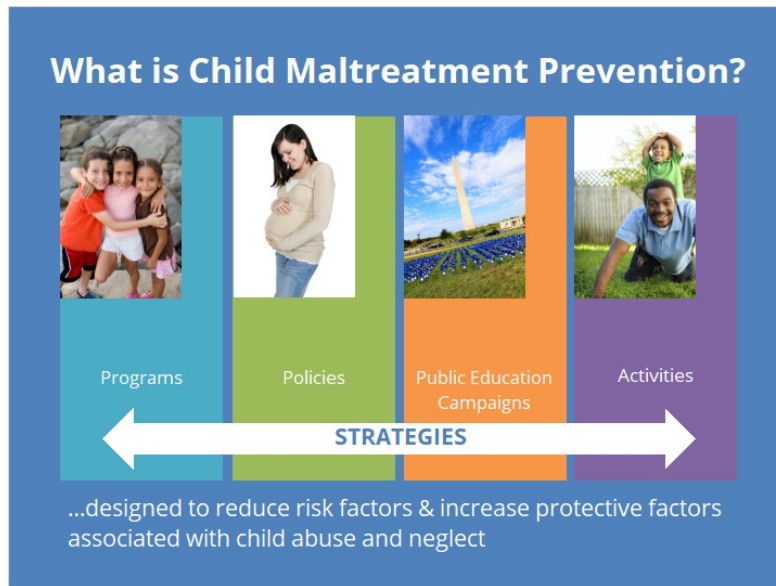 What is Child Maltreatment Prevention?
Programs
Policies
Public Education
Campaigns
Activities
STRATEGIES
...designed to reduce risk factors & increase protective factors
associated with child abuse and neglect